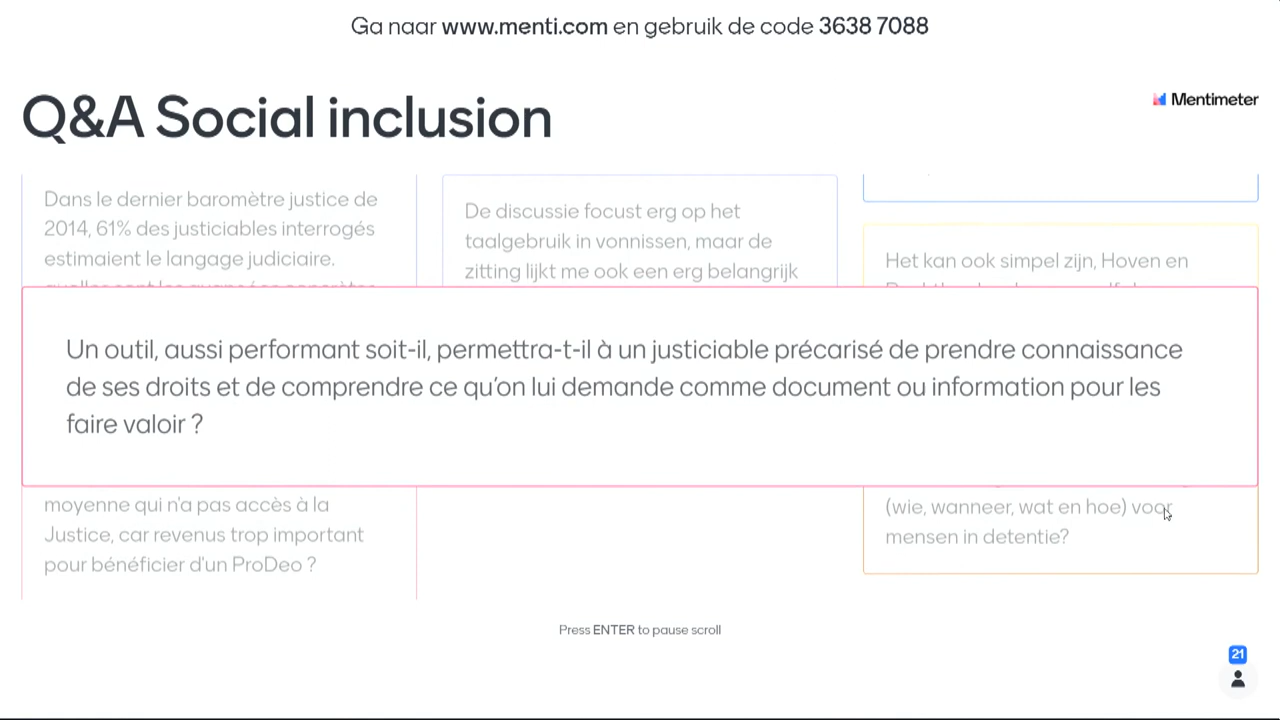 Ga naar www.menti.com en gebruik de code 3638 7088
Q&A Social inclusion
Mentimeter
Dans le dernier baromètre justice de
2014, 61% des justiciables interrogés
estimaient le langage judiciaire.
De discussie focust erg op het
taalgebruik in vonnissen, maar de
zitting lijkt me ook een erg belangrijk
Het kan ook simpel zijn, Hoven en
Un outil, aussi performant soit-il, permettra-t-il à un justiciable précarisé de prendre connaissance
de ses droits et de comprendre ce qu'on lui demande comme document ou information pour les
faire valoir ?
moyenne qui n'a pas accès à la
Justice, car revenus trop important
pour bénéficier d'un ProDeo ?
(wie, wanneer, wat en hoe) voor
mensen in detentie?
Press ENTER to pause scroll
21